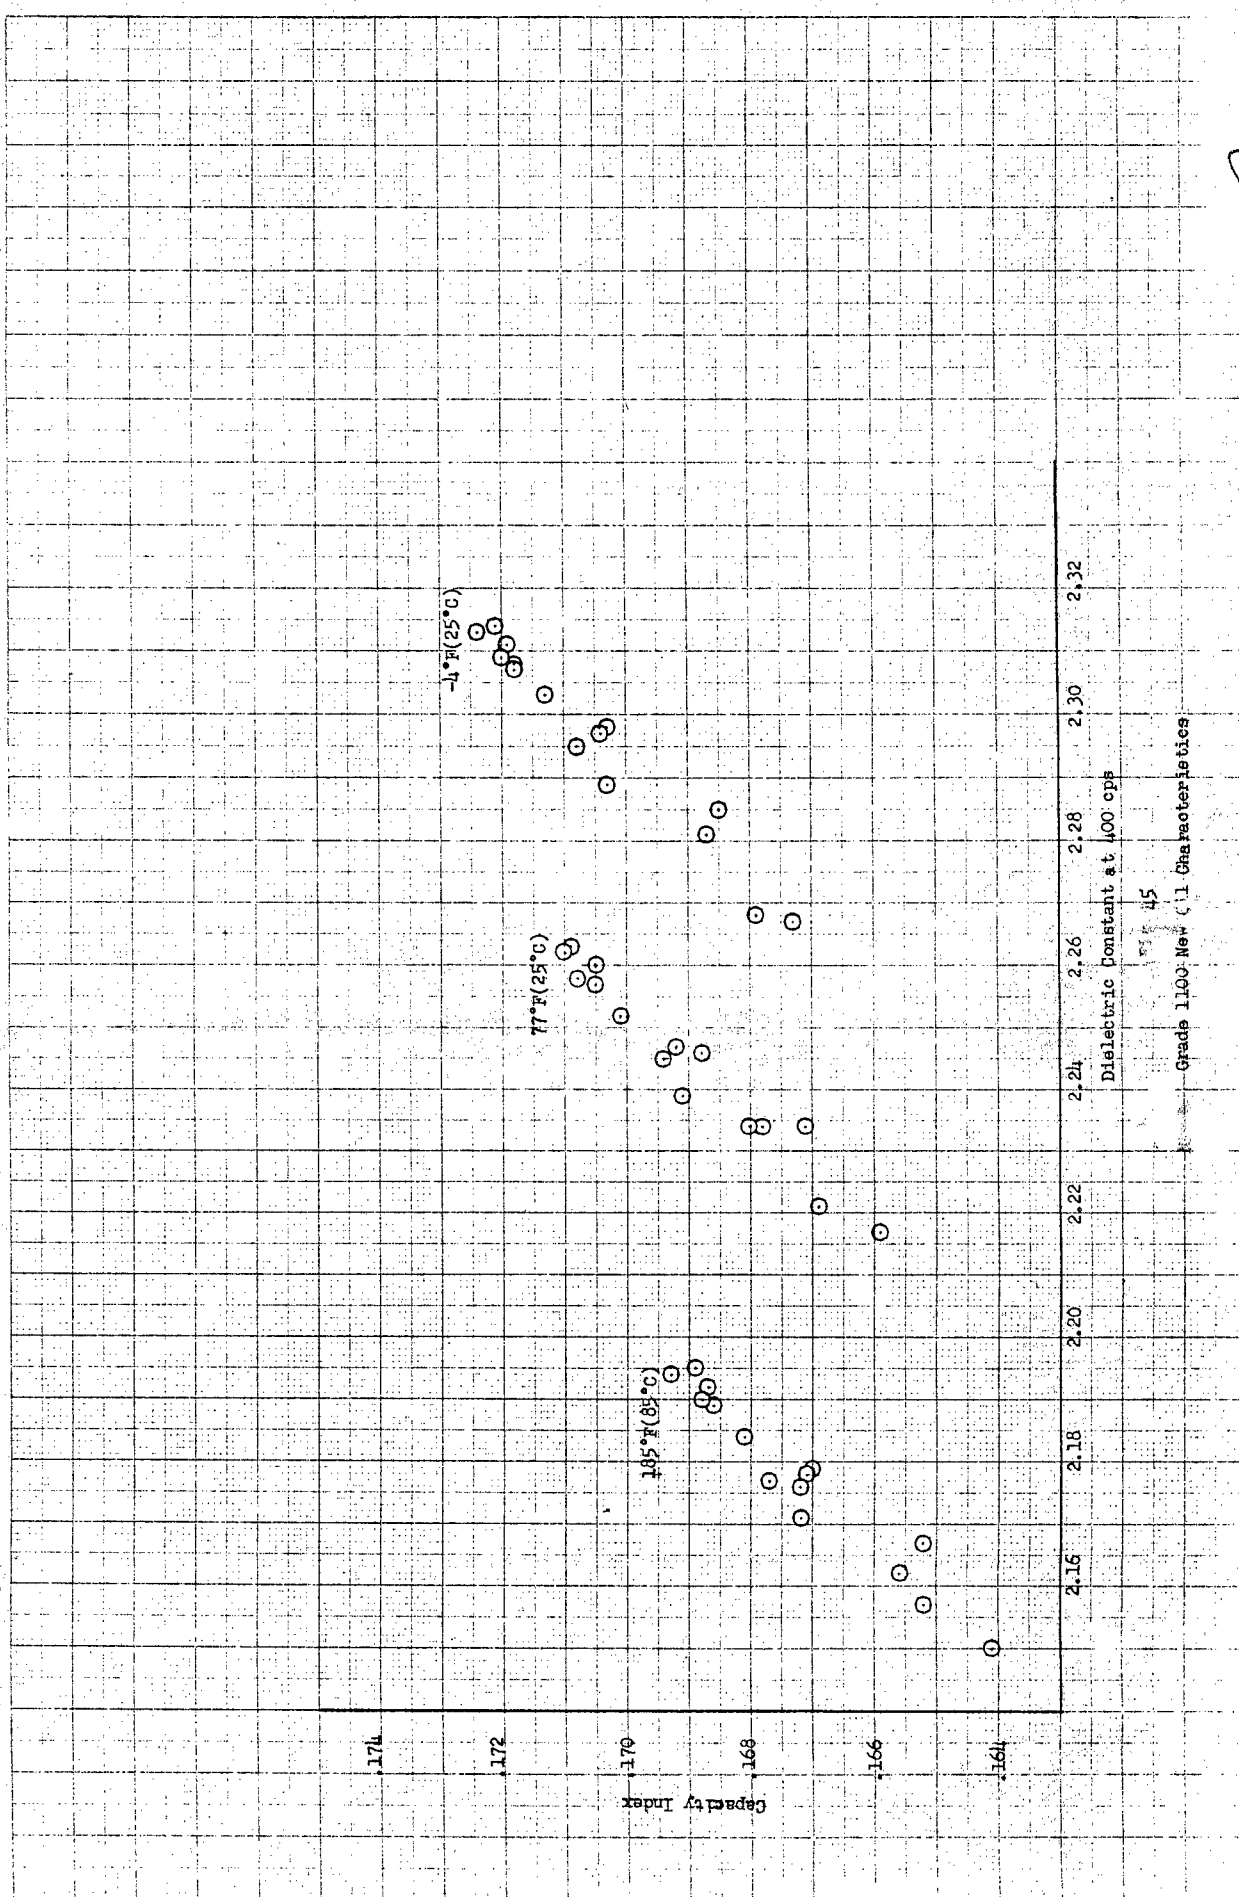 Capacity Index
.174
.172
.170
.168
.166
.164
-4°F(25°C)
77°F(25°C)
185°F(85°C)
2.16
2.18
2.20
2.22
2.24
2.26
2.28
2.30
2.32
Dielectric Constant at 400 cps
45
Grade 1100 New Characteristics